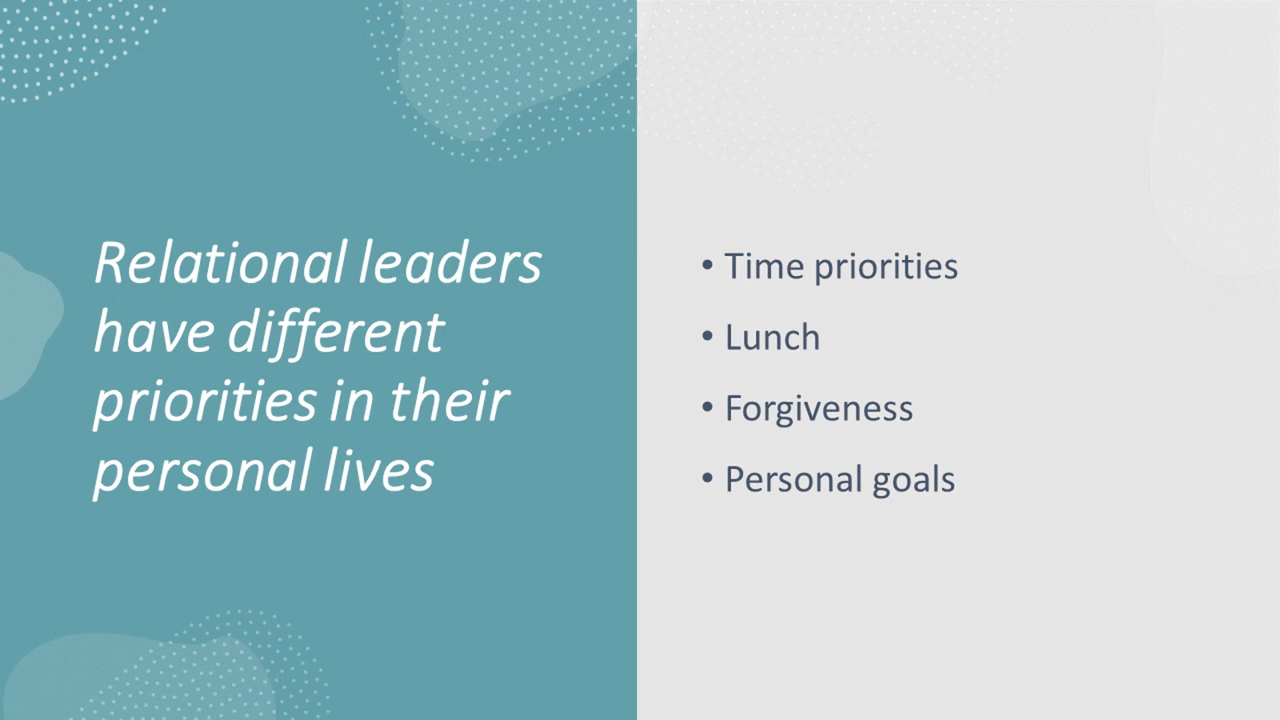 Relational leaders
have different
priorities in their
personal lives
• Time priorities
• Lunch
• Forgiveness
• Personal goals